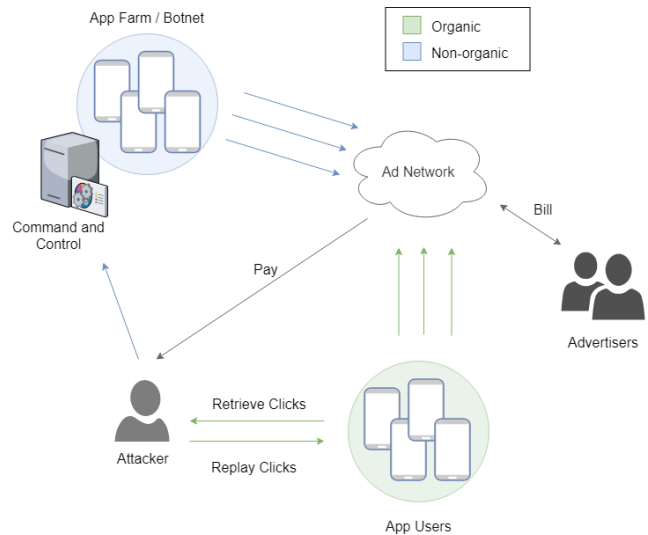 App Farm / Botnet
Organic
Non-organic
Ad Network
Command and
Control
Bill
Pay
Advertisers
Retrieve Clicks
Attacker
Replay Clicks
App Users